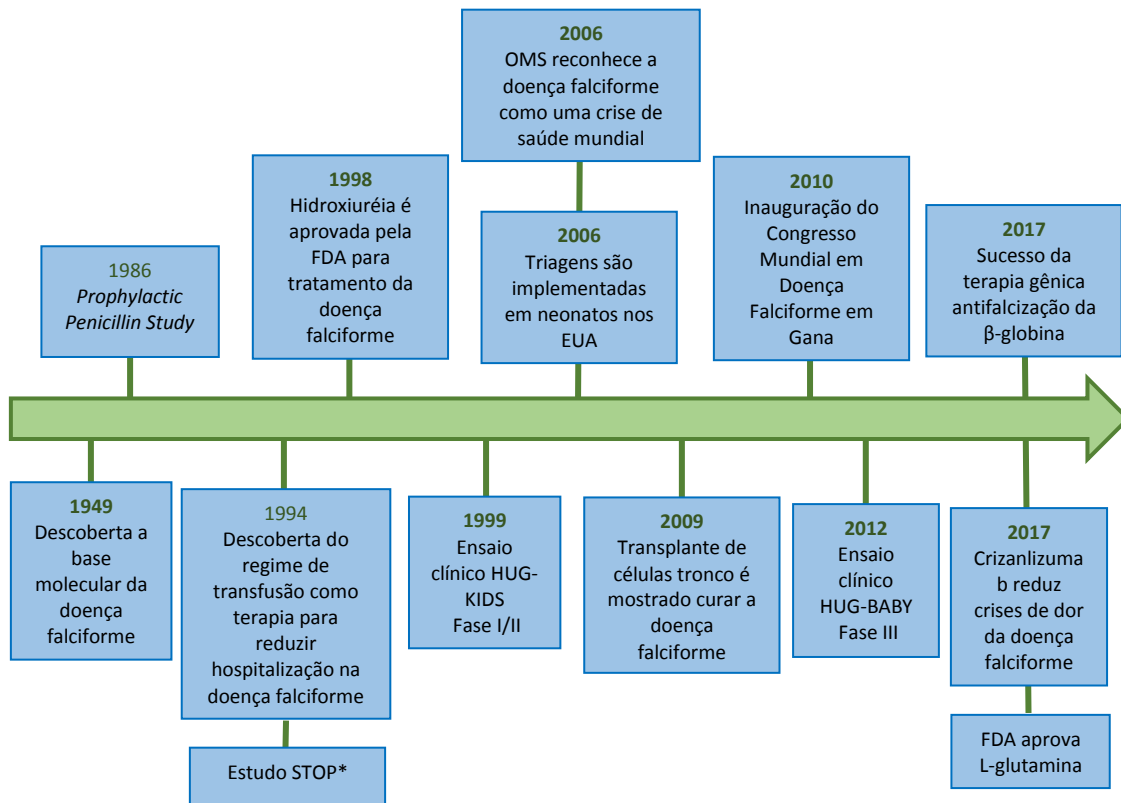 2006
OMS reconhece a
doença falciforme
como uma crise de
saúde mundial
1998
Hidroxiuréia é
aprovada pela
FDA para
tratamento da
doença
falciforme
2010
Inauguração do
Congresso
Mundial em
Doença
Falciforme em
Gana
2017
Sucesso da
terapia gênica
antifalcização da
β-globina
2006
Triagens são
implementadas
em neonatos nos
EUA
1986
Prophylactic
Penicillin Study
1949
Descoberta a
base
molecular da
doença
falciforme
1994
Descoberta do
regime de
transfusão como
terapia para
reduzir
hospitalização na
doença falciforme
Estudo STOP*
1999
Ensaio
clínico HUG-
KIDS
Fase I/II
2009
Transplante de
células tronco é
mostrado curar a
doença
falciforme
2012
Ensaio
clínico
HUG-BABY
Fase III
2017
Crizanlizuma
b reduz
crises de dor
da doença
falciforme
FDA aprova
L-glutamina